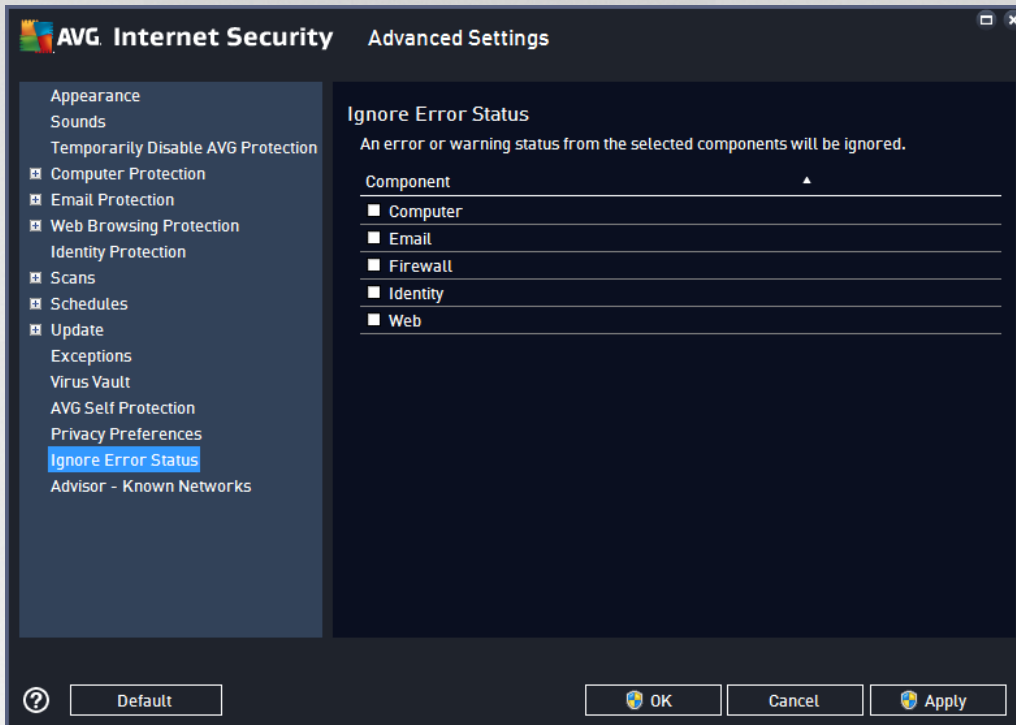 AVG. Internet Security Advanced Settings
Appearance
Sounds
Temporarily Disable AVG Protection
Computer Protection
Email Protection
Web Browsing Protection
Identity Protection
Scans
Schedules
Update
Exceptions
Virus Vault
AVG Self Protection
Privacy Preferences
Ignore Error Status
Advisor - Known Networks
Ignore Error Status
An error or warning status from the selected components will be ignored.
Component
Computer
Email
Firewall
Identity
Web
? Default OK Cancel Apply